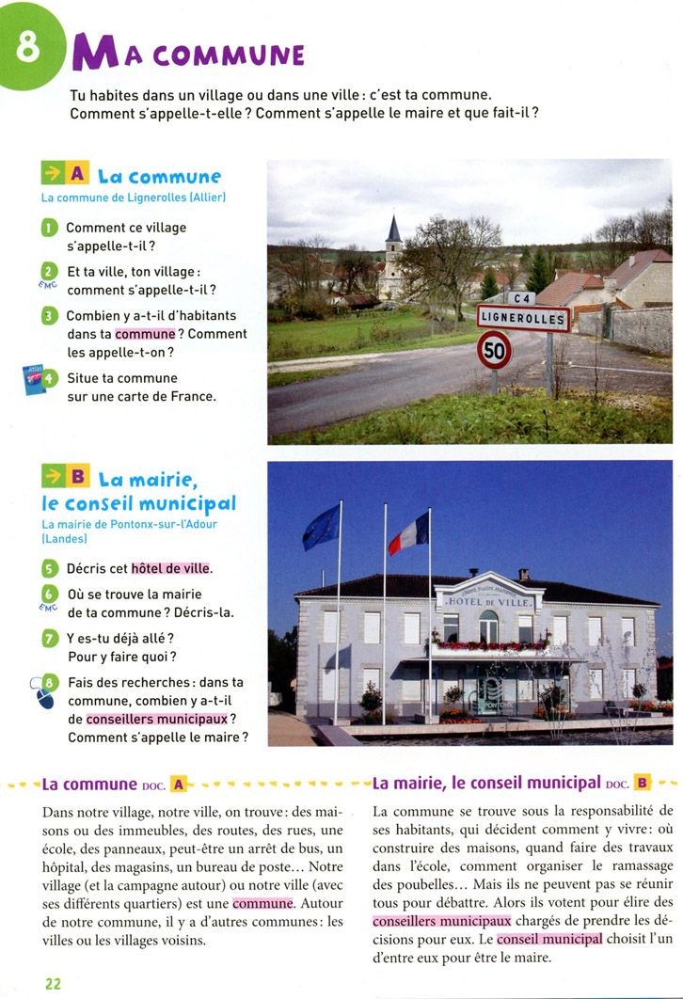 8
MA COMMUNE
Tu habites dans un village ou dans une ville : c'est ta commune.
Comment s'appelle-t-elle ? Comment s'appelle le maire et que fait-il ?
A La commune
La commune de Lignerolles (Allier)
1 Comment ce village
s'appelle-t-il ?
2 Et ta ville, ton village :
EMC comment s'appelle-t-il ?
3 Combien y a-t-il d'habitants
dans ta commune ? Comment
les appelle-t-on ?
Atlas
4 Situe ta commune
sur une carte de France.
C 4
LIGNEROLLES
50
B La mairie,
le conseil municipal
La mairie de Pontonx-sur-l'Adour
(Landes)
5 Décris cet hôtel de ville.
6 Où se trouve la mairie
EMC de ta commune ? Décris-la.
7 Y es-tu déjà allé ?
Pour y faire quoi ?
8 Fais des recherches : dans ta
commune, combien y a-t-il
de conseillers municipaux ?
Comment s'appelle le maire ?
HOTEL DE VILLE
PONTONX
La commune DOC. A
Dans notre village, notre ville, on trouve : des mai-
sons ou des immeubles, des routes, des rues, une
école, des panneaux, peut-être un arrêt de bus, un
hôpital, des magasins, un bureau de poste... Notre
village (et la campagne autour) ou notre ville (avec
ses différents quartiers) est une commune. Autour
de notre commune, il y a d'autres communes : les
villes ou les villages voisins.
La mairie, le conseil municipal DOC. B
La commune se trouve sous la responsabilité de
ses habitants, qui décident comment y vivre : où
construire des maisons, quand faire des travaux
dans l'école, comment organiser le ramassage
des poubelles... Mais ils ne peuvent pas se réunir
tous pour débattre. Alors ils votent pour élire des
conseillers municipaux chargés de prendre les dé-
cisions pour eux. Le conseil municipal choisit l'un
d'entre eux pour être le maire.
22